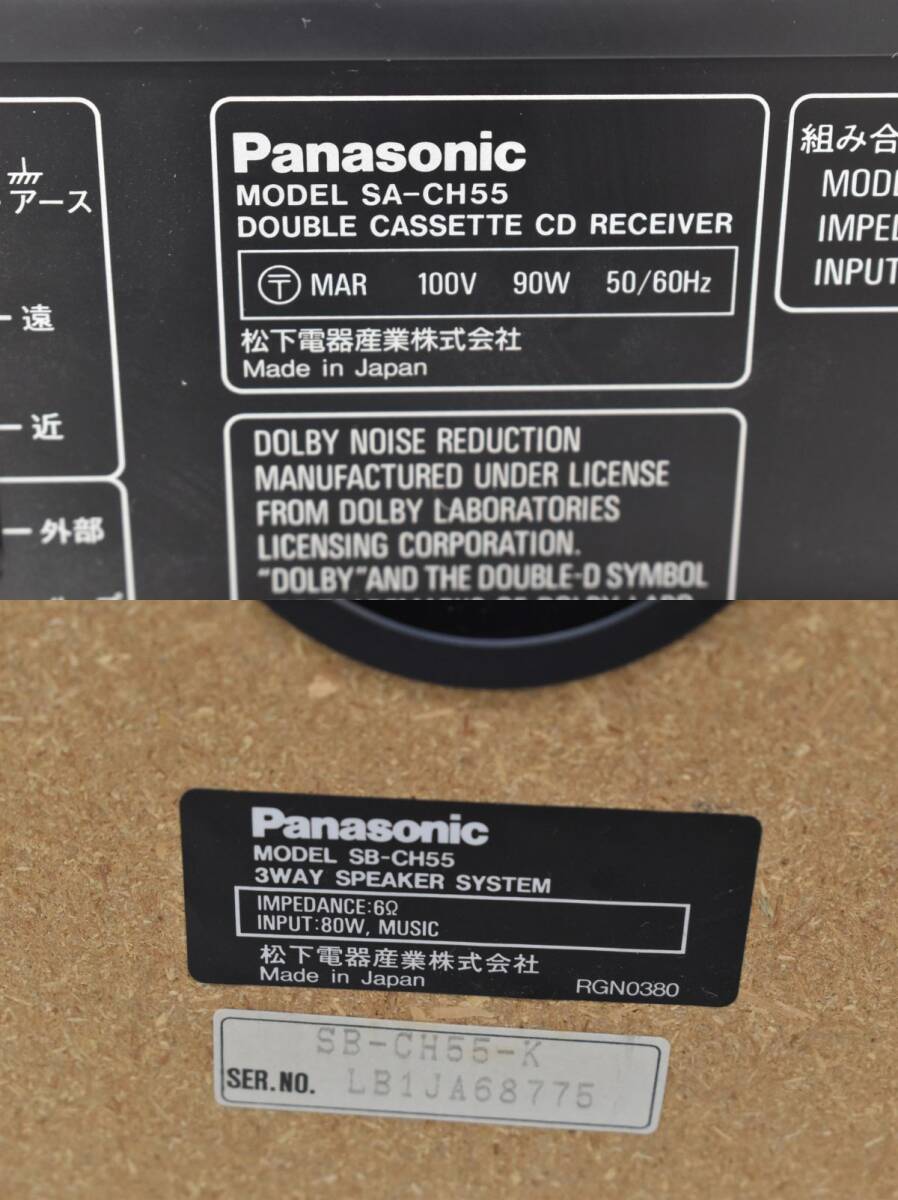 アース
遠
近
外部
Panasonic
MODEL SA-CH55
DOUBLE CASSETTE CD RECEIVER
〒 MAR 100V 90W 50/60Hz
松下電器産業株式会社
Made in Japan
DOLBY NOISE REDUCTION
MANUFACTURED UNDER LICENSE
FROM DOLBY LABORATORIES
LICENSING CORPORATION.
"DOLBY"AND THE DOUBLE-D SYMBOL
組み合
MODE
IMPED
INPUT
Panasonic
MODEL SB-CH55
3WAY SPEAKER SYSTEM
IMPEDANCE:6Ω
INPUT:80W, MUSIC
松下電器産業株式会社
Made in Japan RGN0380
SB-CH55-K
SER.NO. LB1JA68775